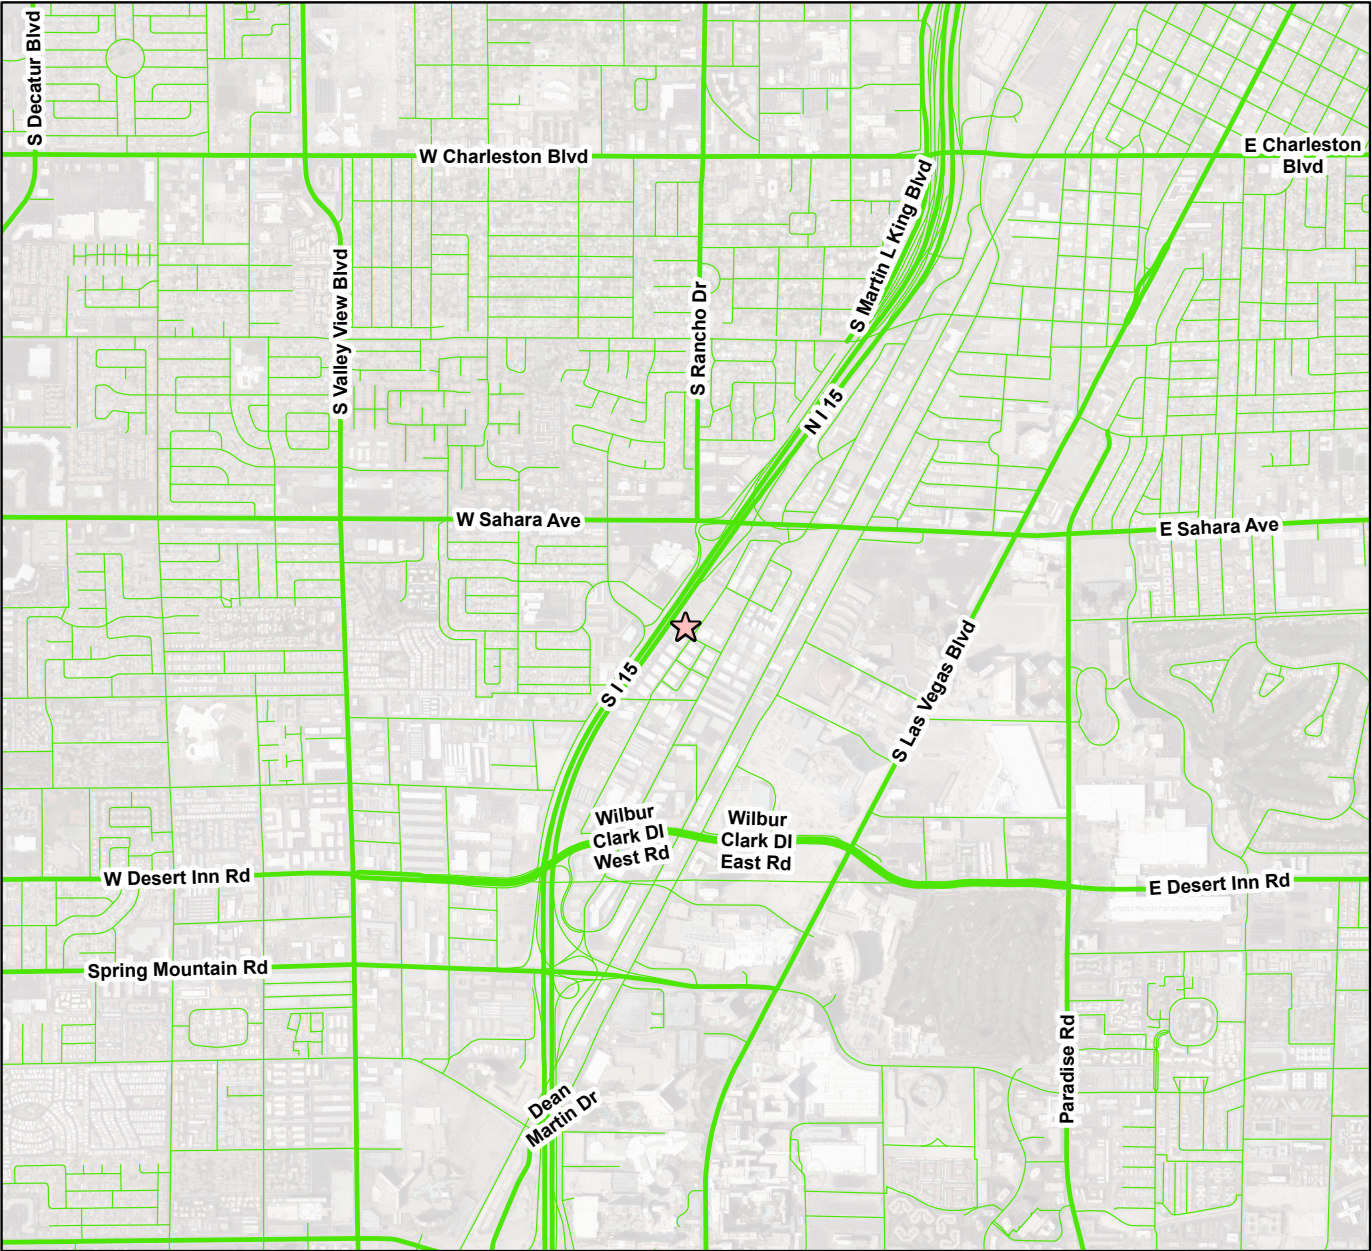 S Decatur Blvd
W Charleston Blvd
E Charleston
Blvd
S Martin L King Blvd
S Valley View Blvd
S Rancho Dr
N I 15
W Sahara Ave
E Sahara Ave
S I 15
S Las Vegas Blvd
Wilbur
Clark DI
West Rd
Wilbur
Clark DI
East Rd
W Desert Inn Rd
E Desert Inn Rd
Spring Mountain Rd
Paradise Rd
Dean
Martin Dr